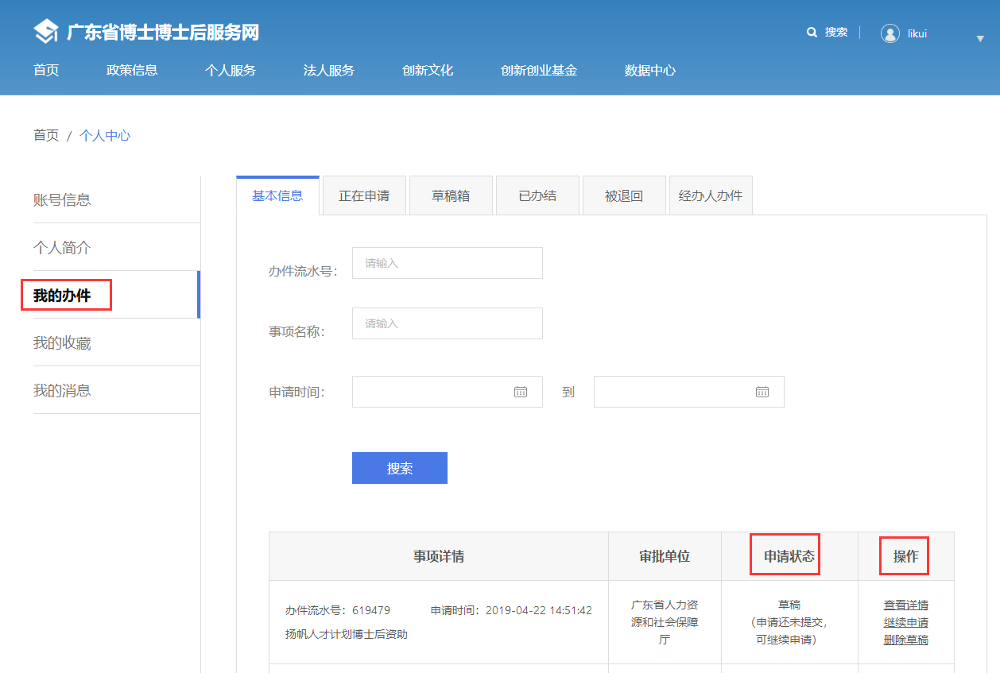 广东省博士博士后服务网
搜索
likui
首页 政策信息 个人服务 法人服务 创新文化 创新创业基金 数据中心
首页 / 个人中心
账号信息
个人简介
我的办件
我的收藏
我的消息
基本信息 正在申请 草稿箱 已办结 被退回 经办人办件
办件流水号： 请输入
事项名称： 请输入
申请时间： 到
搜索
事项详情 审批单位 申请状态 操作
办件流水号：619479 申请时间：2019-04-22 14:51:42
扬帆人才计划博士后资助
广东省人力资
源和社会保障
厅
草稿
（申请还未提交，
可继续申请）
查看详情
继续申请
删除草稿